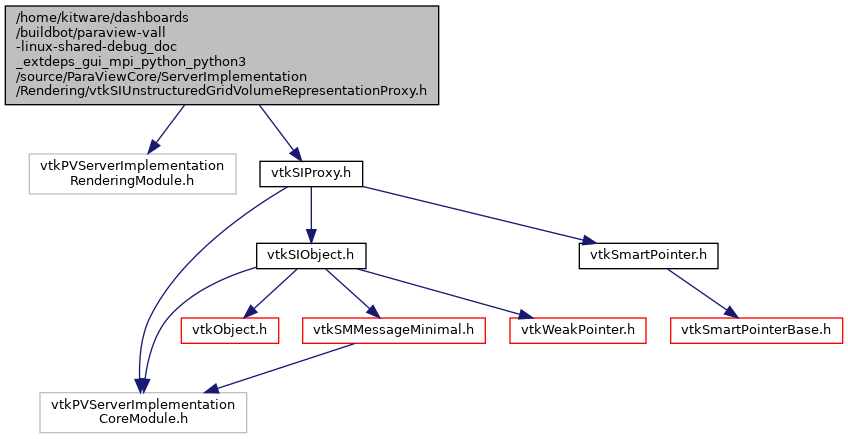 /home/kitware/dashboards
/buildbot/paraview-vall
-linux-shared-debug_doc
_extdeps_gui_mpi_python_python3
/source/ParaViewCore/ServerImplementation
/Rendering/vtkSIUnstructuredGridVolumeRepresentationProxy.h
vtkPVServerImplementation
RenderingModule.h
vtkSIProxy.h
vtkSIObject.h
vtkSmartPointer.h
vtkObject.h
vtkSMMessageMinimal.h
vtkWeakPointer.h
vtkSmartPointerBase.h
vtkPVServerImplementation
CoreModule.h